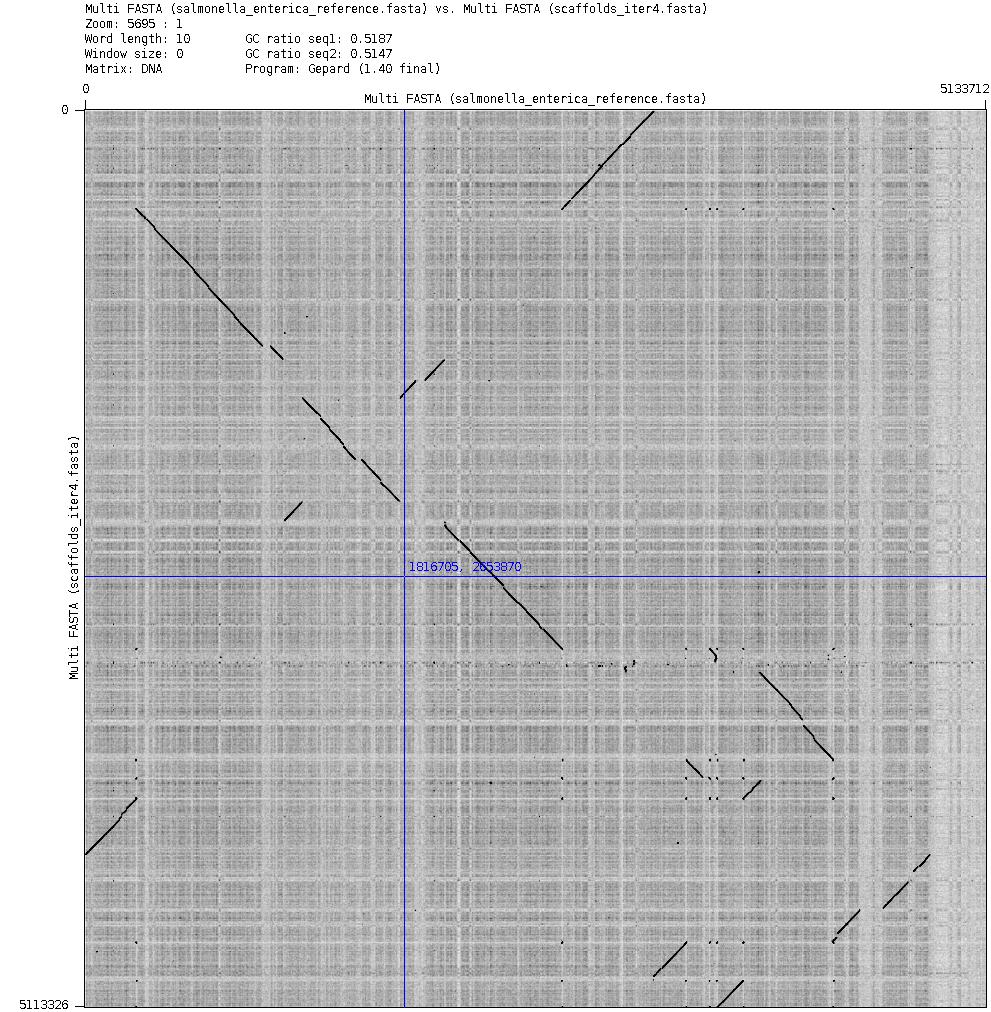 Multi FASTA (salmonella_enterica_reference.fasta) vs. Multi FASTA (scaffolds_iter4.fasta)
Zoom: 5695 : 1
Word length: 10 GC ratio seq1: 0.5187
Window size: 0 GC ratio seq2: 0.5147
Matrix: DNA Program: Gepard (1.40 final)
0 5133712
Multi FASTA (salmonella_enterica_reference.fasta)
0
Multi FASTA (scaffolds_iter4.fasta)
1816705, 2653870
5113326